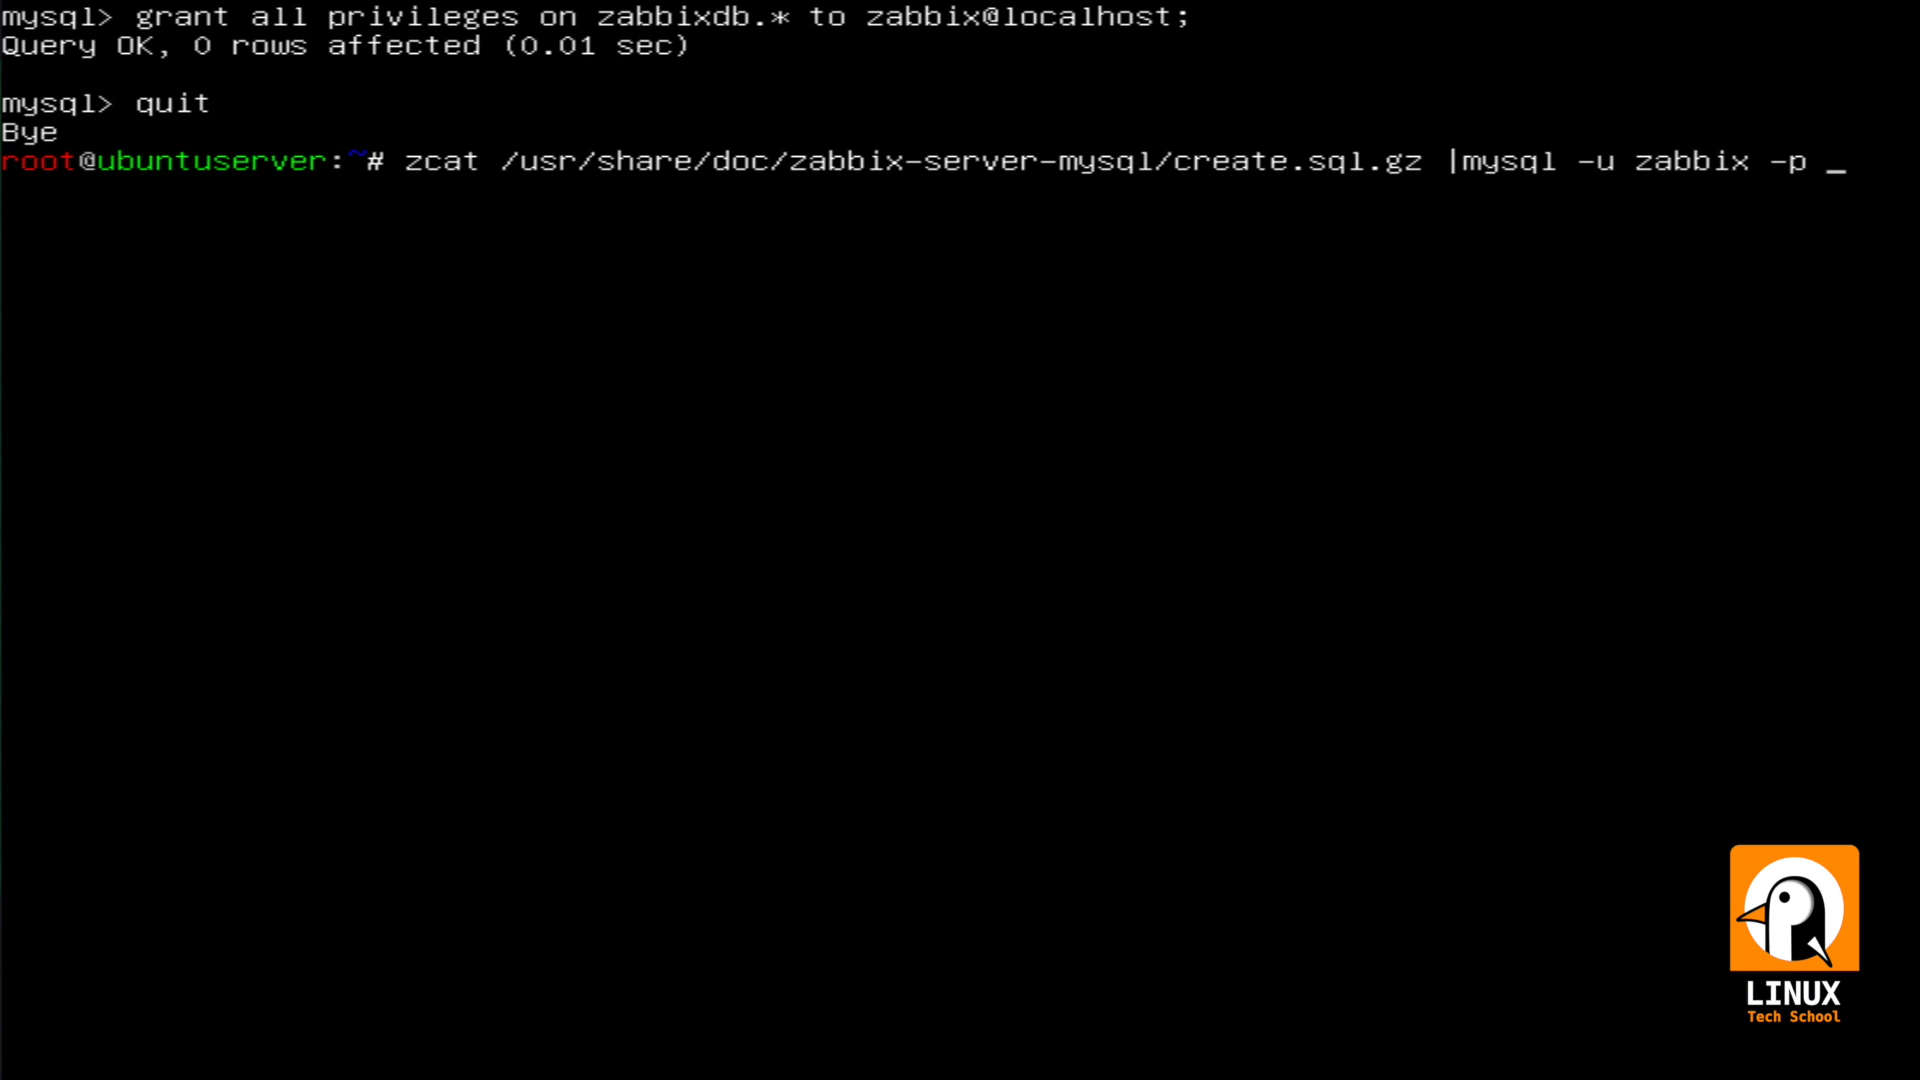 mysql> grant all privileges on zabbixdb.* to zabbix@localhost;
Query OK, 0 rows affected (0.01 sec)
mysql> quit
Bye
root@ubuntuserver:~# zcat /usr/share/doc/zabbix-server-mysql/create.sql.gz |mysql -u zabbix -p _
LINUX
Tech School